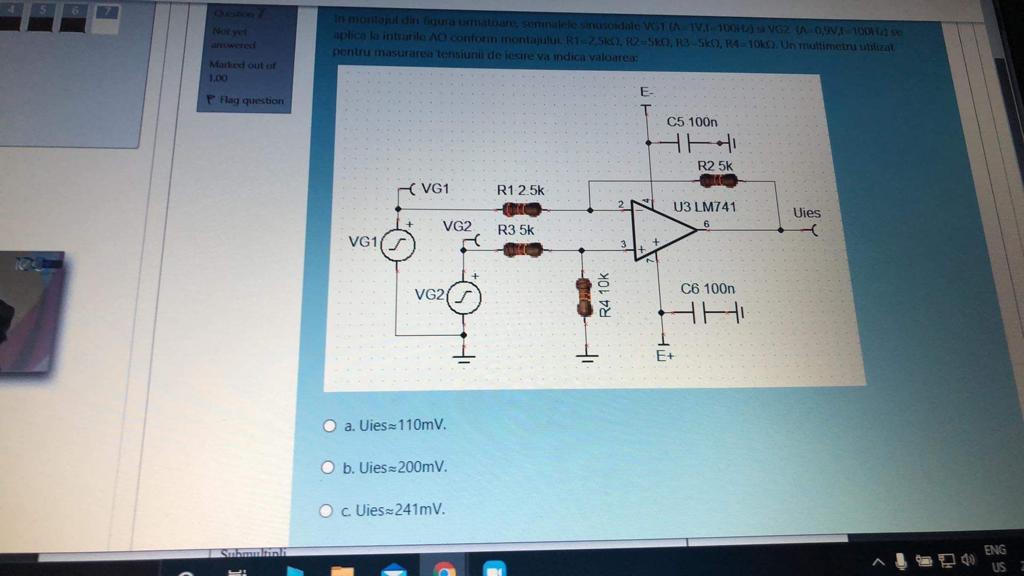 4 5 6 7
Question 7
Not yet
answered
Marked out of
1.00
Flag question
In montajul din figura urmatoare, semnalele sinusoidale VG1 (A=1V,f=100Hz) si VG2 (A=0,9V,f=100Hz) se
aplica la intrarile AO conform montajului. R1=2,5kΩ, R2=5kΩ, R3=5kΩ, R4=10kΩ. Un multimetru utilizat
pentru masurarea tensiunii de iesire va indica valoarea:
E-
C5 100n
R2 5k
VG1
R1 2.5k
2
4
U3 LM741
Uies
VG2
R3 5k
6
VG1
3
7
VG2
R4 10k
C6 100n
E+
a. Uies≈110mV.
b. Uies≈200mV.
c. Uies≈241mV.
Submultipli
ENG
US